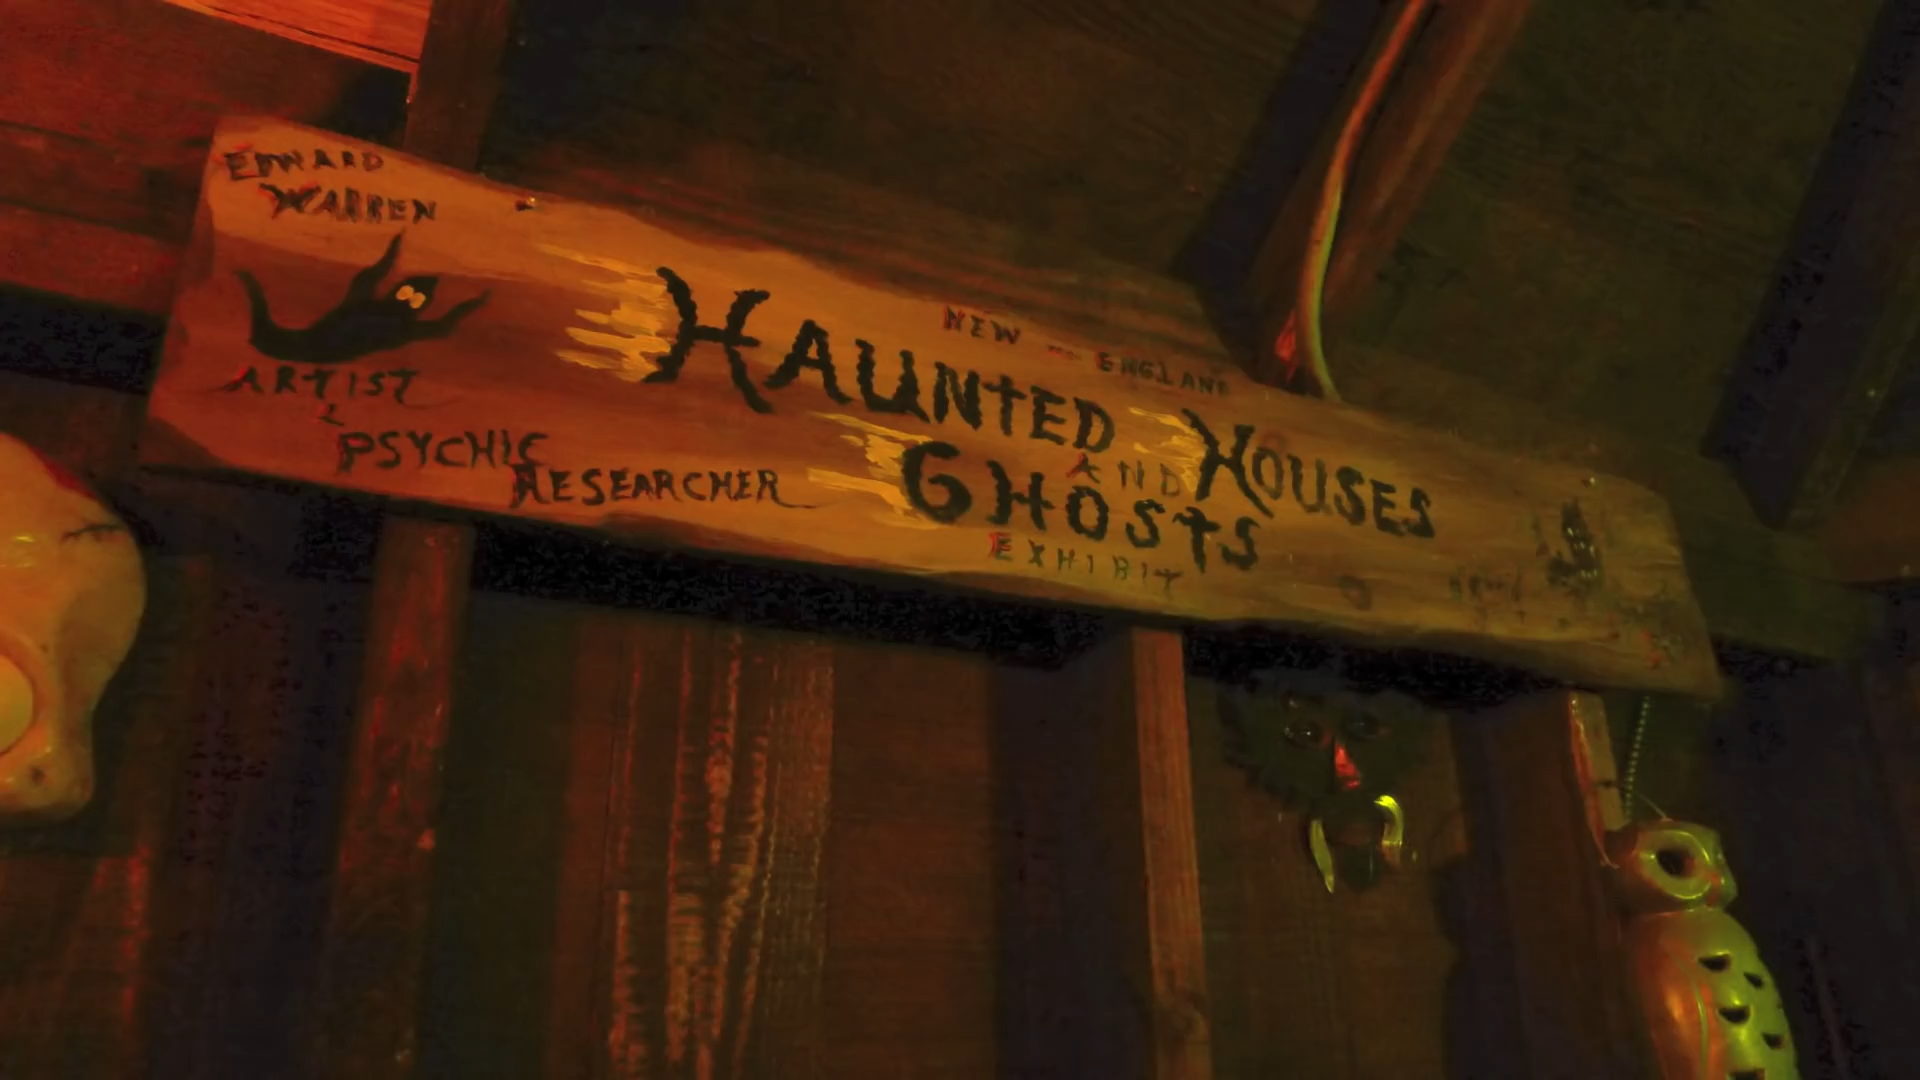 EDWARD
WARREN
ARTIST
&
PSYCHIC
RESEARCHER
NEW ENGLAND
HAUNTED HOUSES
AND
GHOSTS
EXHIBIT